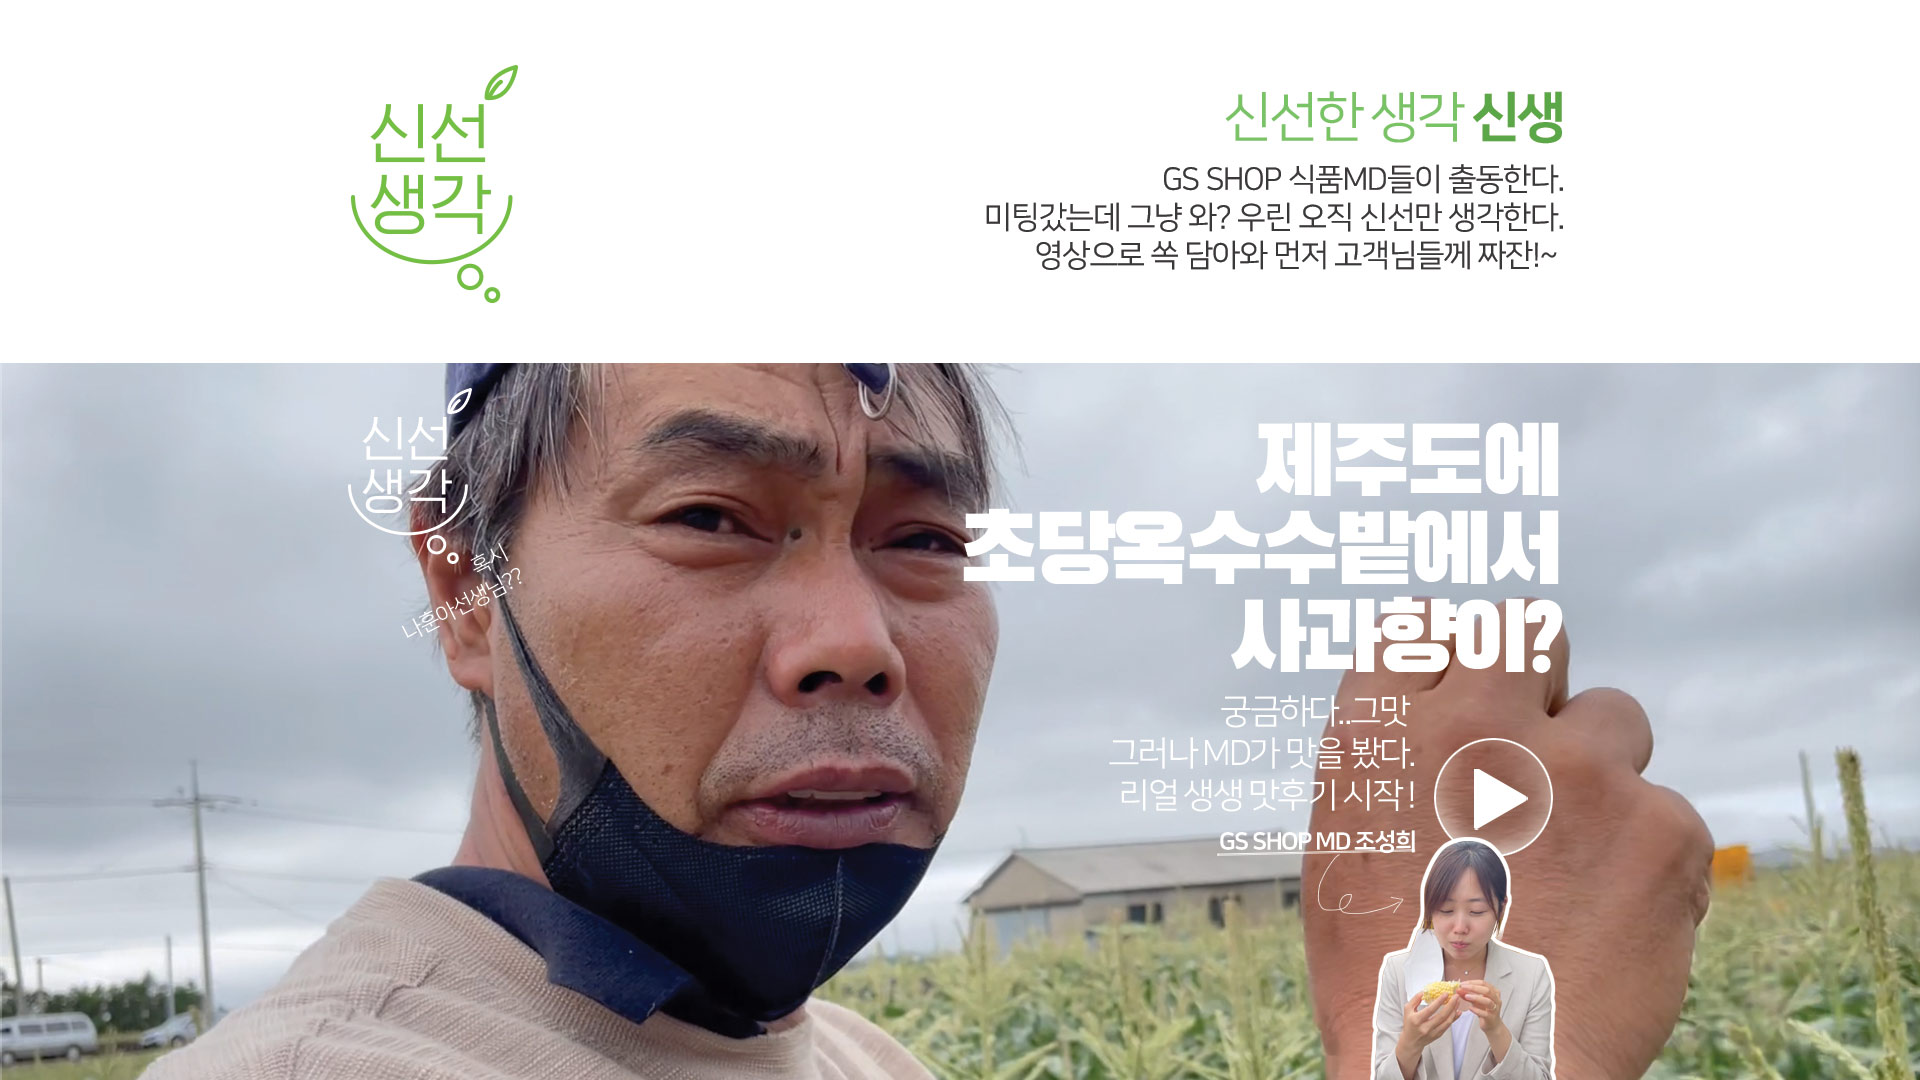 신선
생각
신선한 생각 신생
GS SHOP 식품MD들이 출동한다.
미팅갔는데 그냥 와? 우린 오직 신선만 생각한다.
영상으로 쏙 담아와 먼저 고객님들께 짜잔!~
신선
생각
혹시
나훈아선생님??
제주도에
초당옥수수밭에서
사과향이?
궁금하다..그맛
그러나 MD가 맛을 봤다.
리얼 생생 맛후기 시작!
GS SHOP MD 조성희